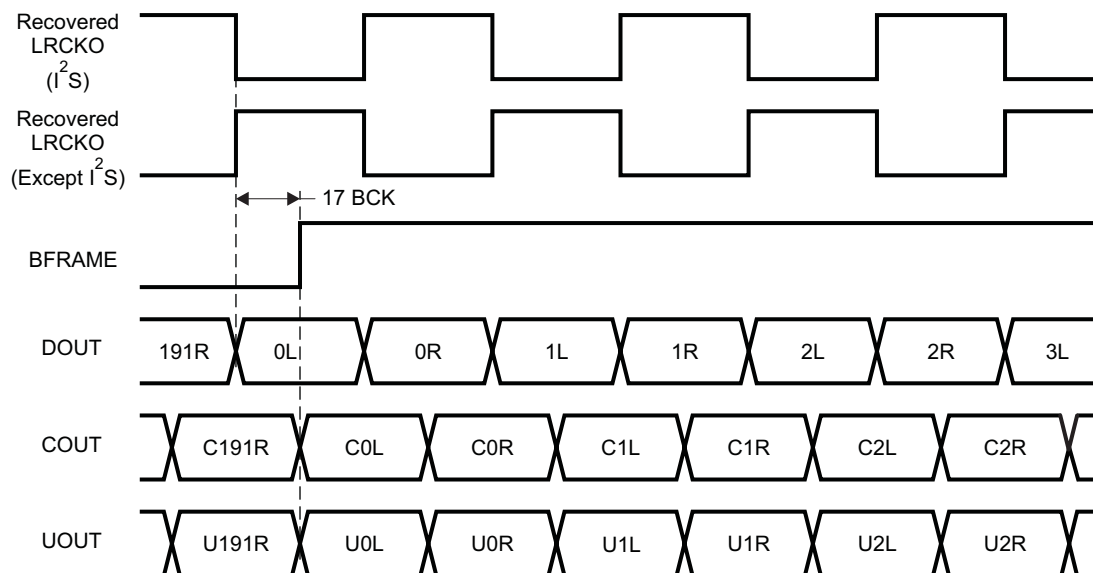 Recovered
LRCKO
(I²S)
Recovered
LRCKO
(Except I²S)
17 BCK
BFRAME
DOUT 191R 0L 0R 1L 1R 2L 2R 3L
COUT C191R C0L C0R C1L C1R C2L C2R
UOUT U191R U0L U0R U1L U1R U2L U2R